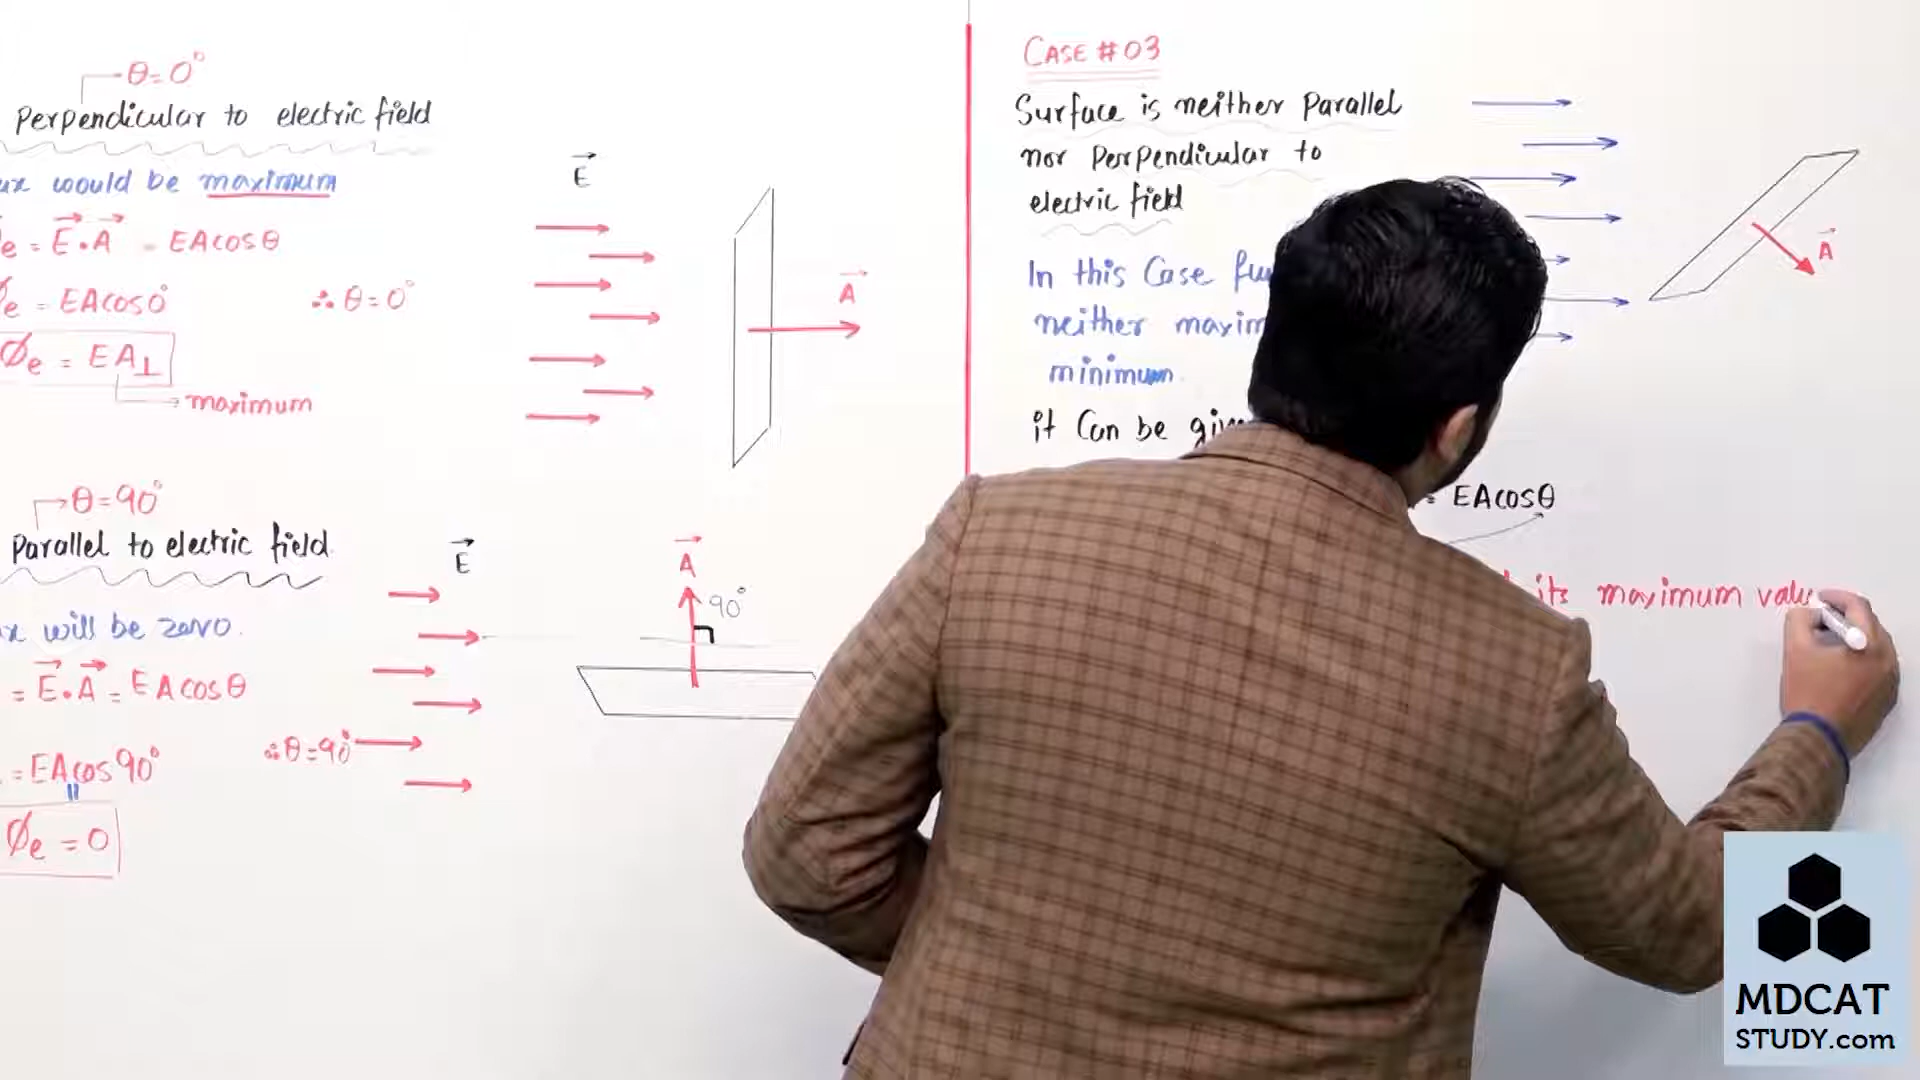 θ=0°
Perpendicular to electric field
would be maximum
= E⃗.A⃗ = EAcosθ
= EAcos0° ∴ θ=0°
Øe = EA⊥
maximum
E⃗
A⃗
θ=90°
Parallel to electric field
will be zero.
= E⃗.A⃗ = EAcosθ
= EAcos90° ∴ θ=90°
Øe = 0
E⃗
A⃗
90°
CASE #03
Surface is neither Parallel
nor Perpendicular to
electric field
In this Case
neither
minimum.
it Can be
= EAcosθ
its maximum
A⃗
MDCAT
STUDY.com